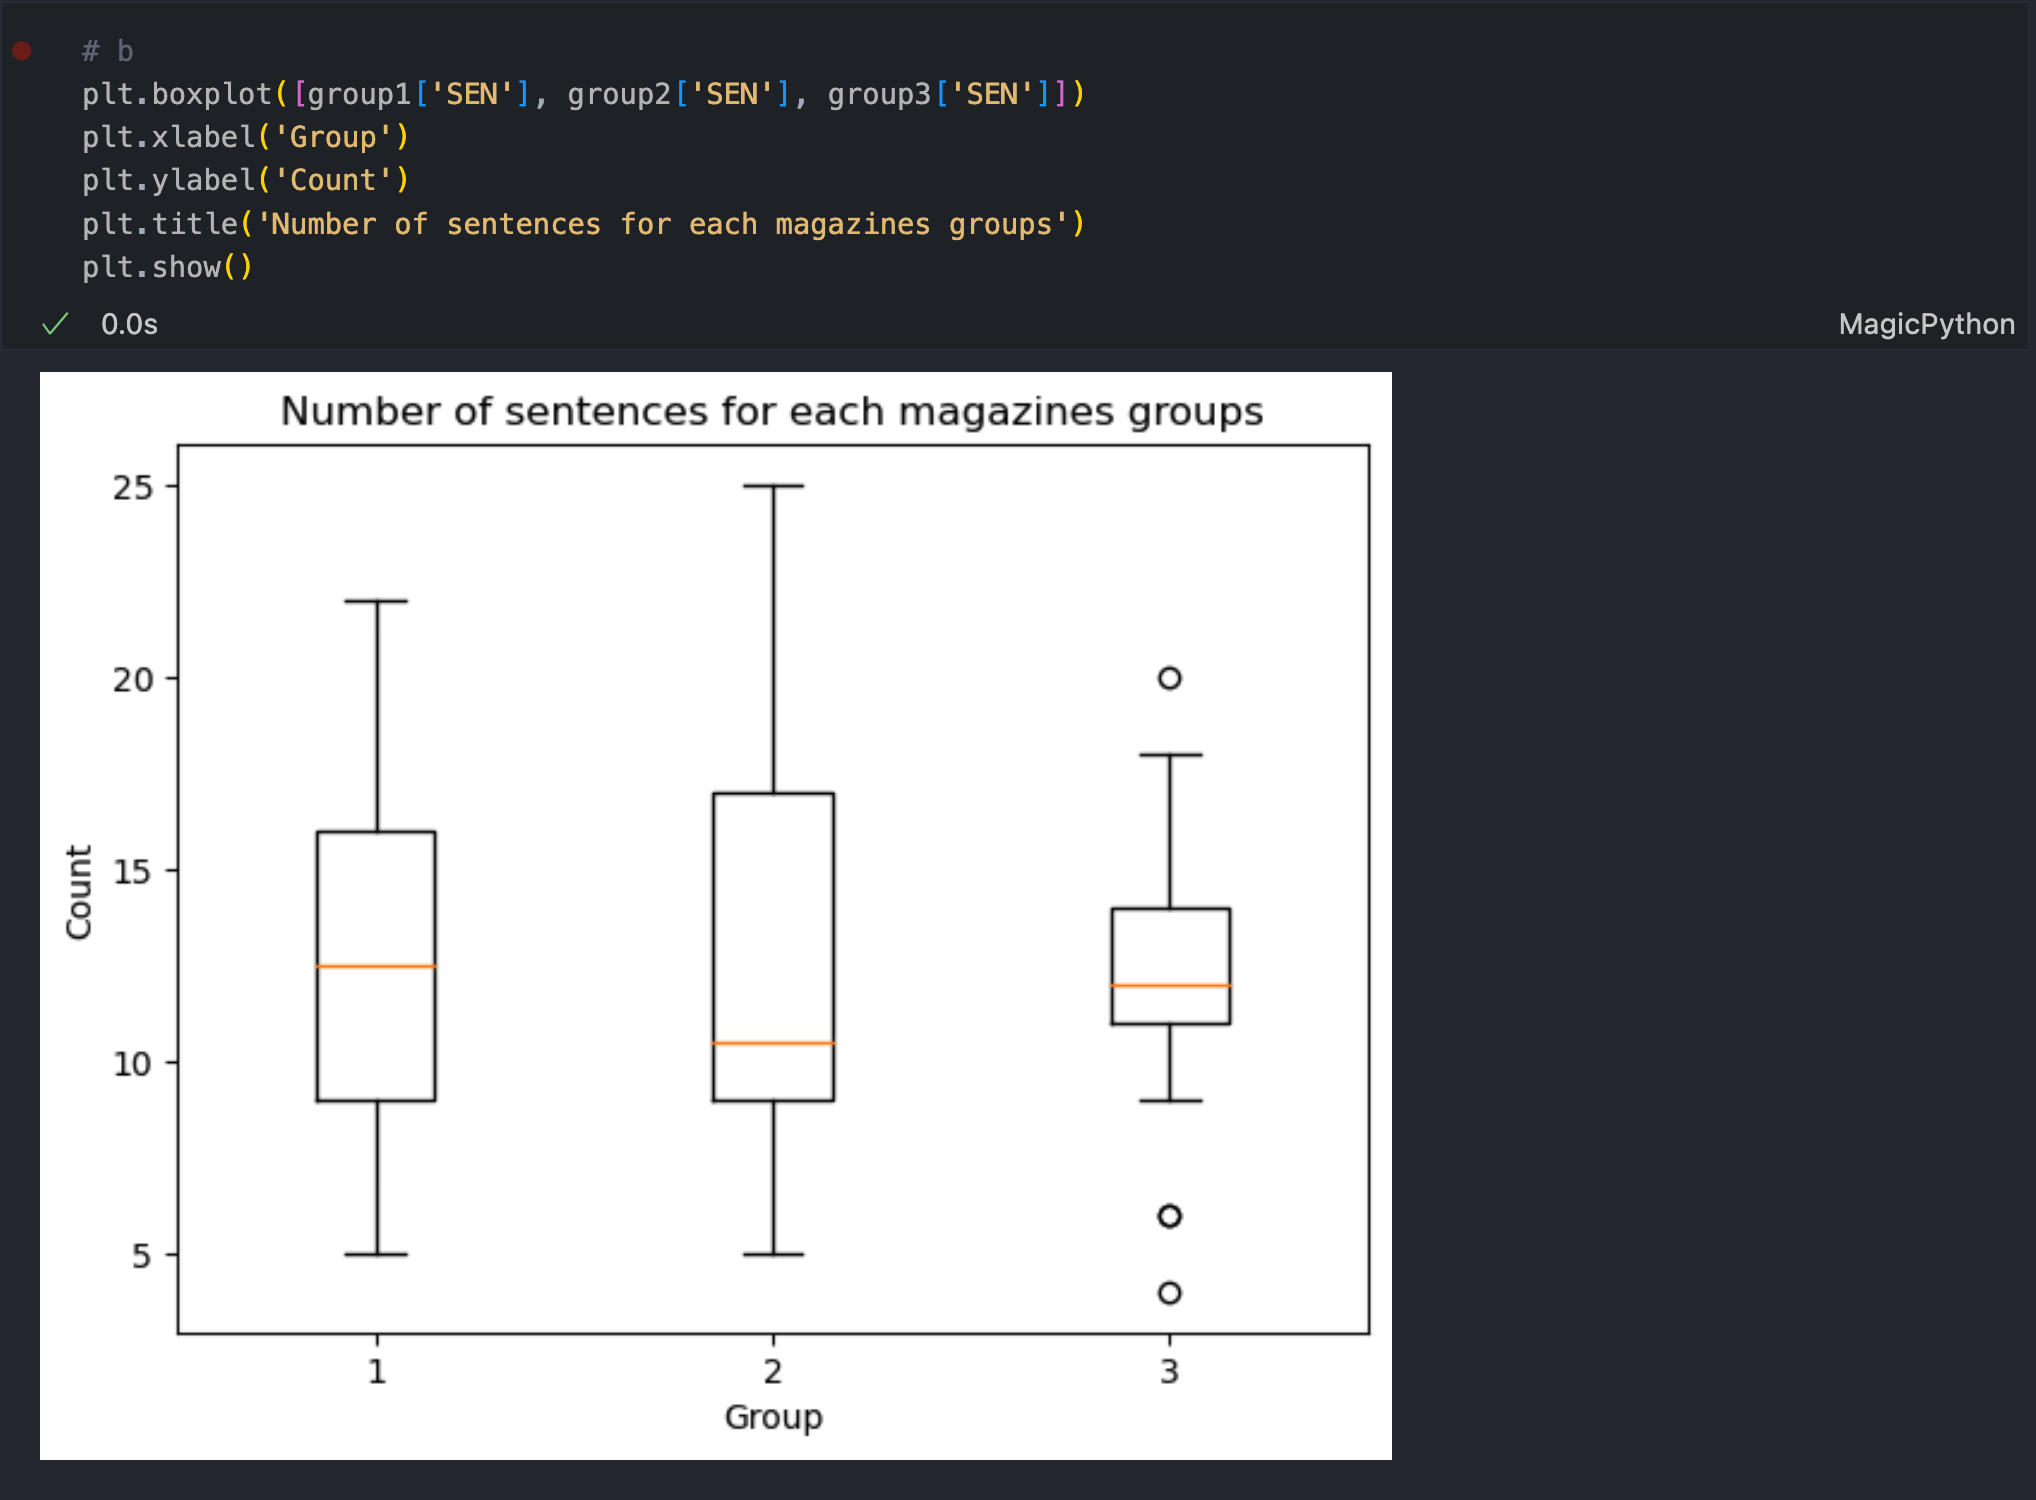 # b
plt.boxplot([group1['SEN'], group2['SEN'], group3['SEN']])
plt.xlabel('Group')
plt.ylabel('Count')
plt.title('Number of sentences for each magazines groups')
plt.show()
0.0s
MagicPython
Number of sentences for each magazines groups
25
20
15
10
5
Count
1
2
3
Group